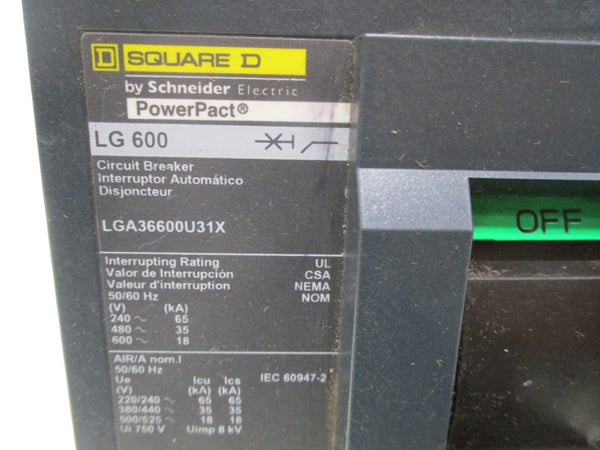 SQUARE D
by Schneider Electric
PowerPact®
LG 600
Circuit Breaker
Interruptor Automático
Disjoncteur
LGA36600U31X
OFF
Interrupting Rating UL
Valor de Interrupción CSA
Valeur d'interruption NEMA
50/60 Hz NOM
(V) (kA)
240 ~ 65
480 ~ 35
600 ~ 18
AIR/A nom.I
50/60 Hz
Ue Icu Ics IEC 60947-2
(V) (kA) (kA)
220/240 ~ 65 65
380/440 ~ 35 35
500/525 ~ 18 18
Ui 750 V Uimp 8 kV